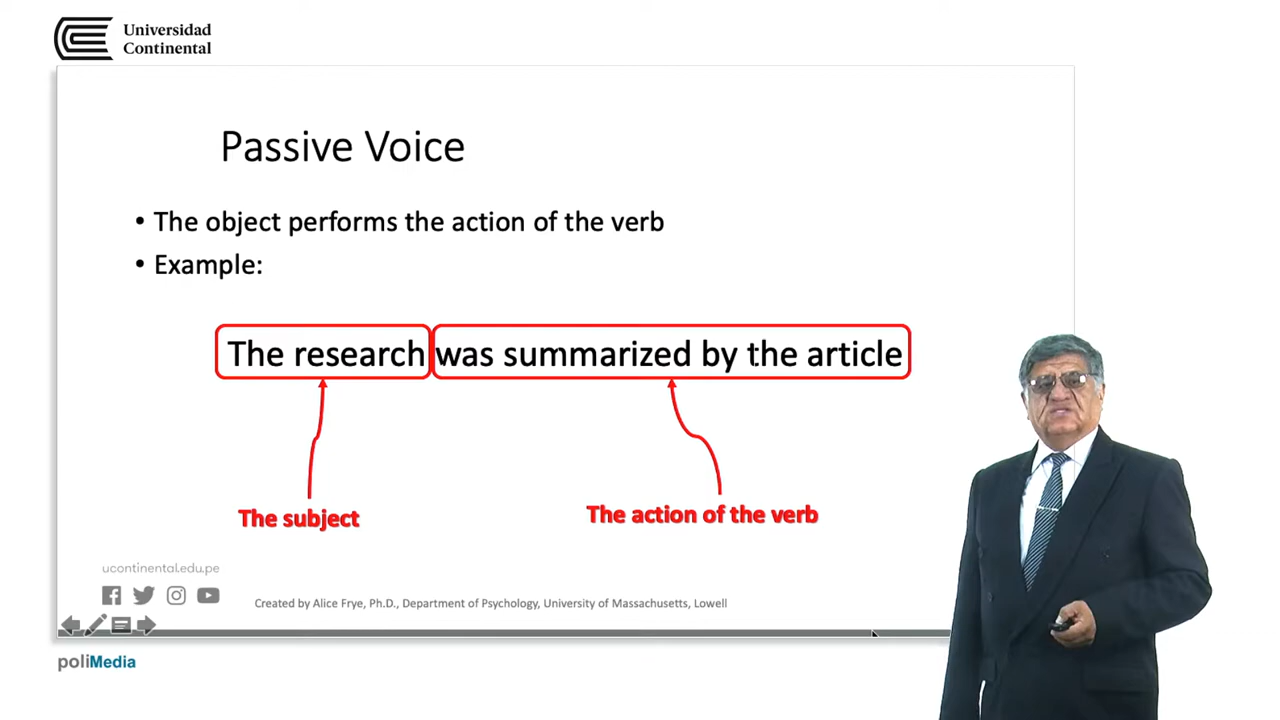 Universidad
Continental
Passive Voice
• The object performs the action of the verb
• Example:
The research was summarized by the article
The subject
The action of the verb
ucontinental.edu.pe
Created by Alice Frye, Ph.D., Department of Psychology, University of Massachusetts, Lowell
poliMedia